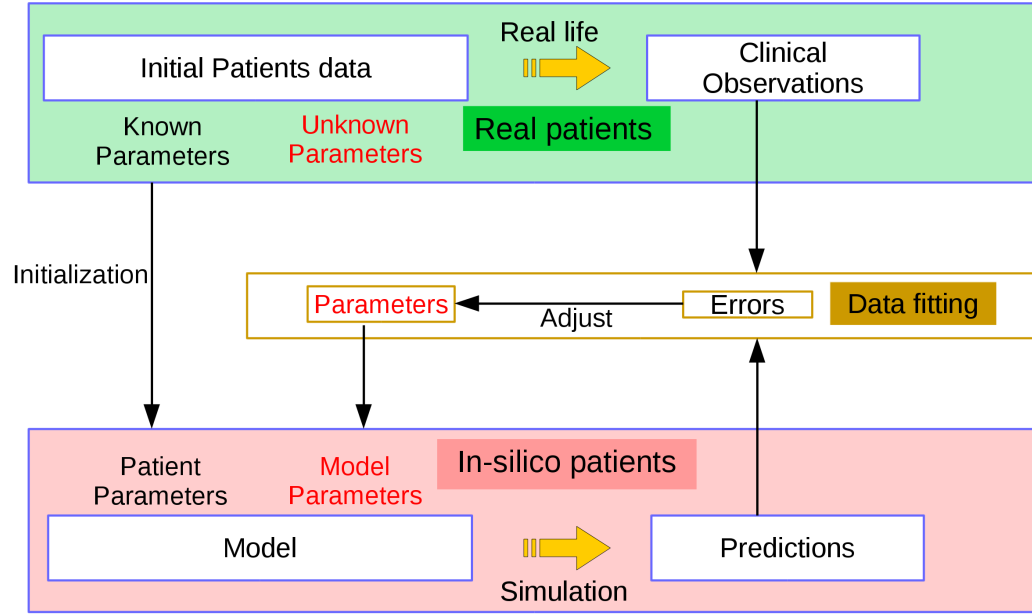 Real life
Initial Patients data
Clinical
Observations
Known
Parameters
Unknown
Parameters
Real patients
Initialization
Parameters
Adjust
Errors
Data fitting
Patient
Parameters
Model
Parameters
In-silico patients
Model
Simulation
Predictions